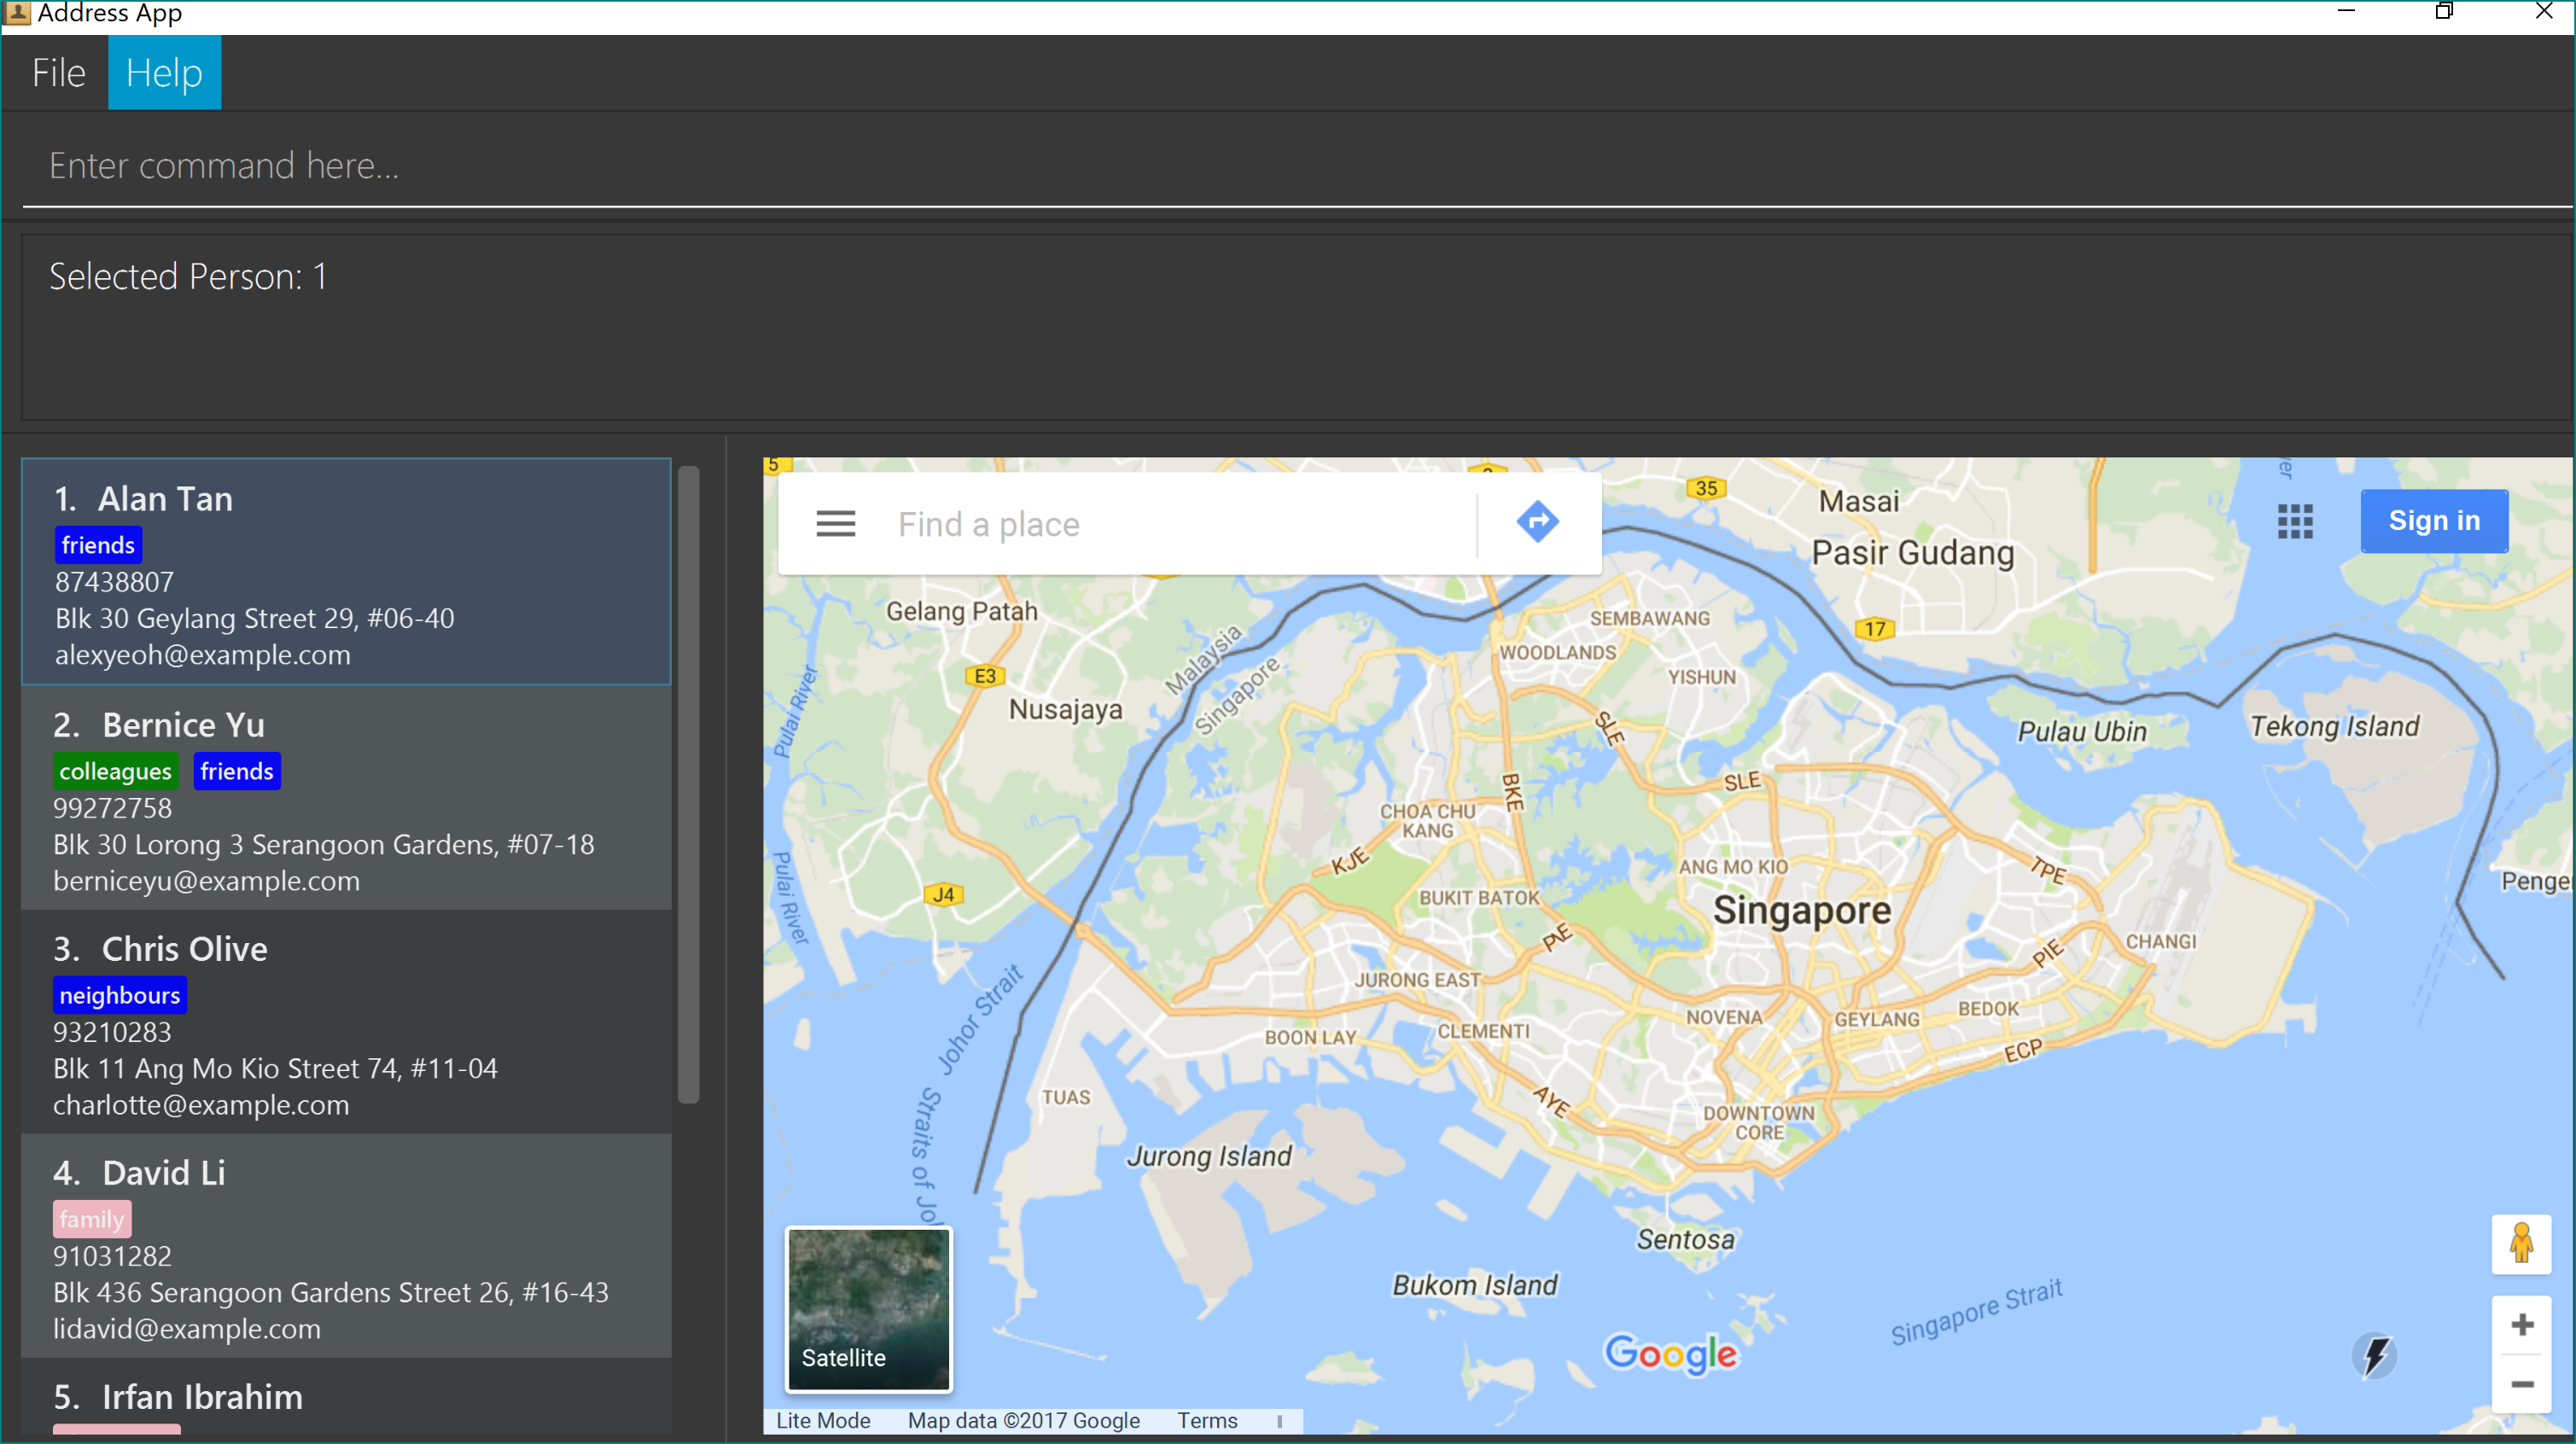 Address App
File Help
Enter command here...
Selected Person: 1
1. Alan Tan
friends
87438807
Blk 30 Geylang Street 29, #06-40
alexyeoh@example.com
2. Bernice Yu
colleagues friends
99272758
Blk 30 Lorong 3 Serangoon Gardens, #07-18
berniceyu@example.com
3. Chris Olive
neighbours
93210283
Blk 11 Ang Mo Kio Street 74, #11-04
charlotte@example.com
4. David Li
family
91031282
Blk 436 Serangoon Gardens Street 26, #16-43
lidavid@example.com
5. Irfan Ibrahim
5
35
Masai
Find a place
Sign in
Pasir Gudang
Gelang Patah
SEMBAWANG
17
Malaysia
Singapore
WOODLANDS
E3
YISHUN
Pulai River
Nusajaya
SLE
Pulau Ubin
Tekong Island
SLE
BKE
CHOA CHU
KANG
KJE
ANG MO KIO
TPE
Pulai River
J4
BUKIT BATOK
Singapore
PIE
CHANGI
PIE
JURONG EAST
Johor Strait
BOON LAY
CLEMENTI
NOVENA
GEYLANG
BEDOK
ECP
TUAS
AYE
DOWNTOWN
CORE
Straits of Jo
Jurong Island
Sentosa
Bukom Island
Singapore Strait
Google
Satellite
Lite Mode Map data ©2017 Google Terms